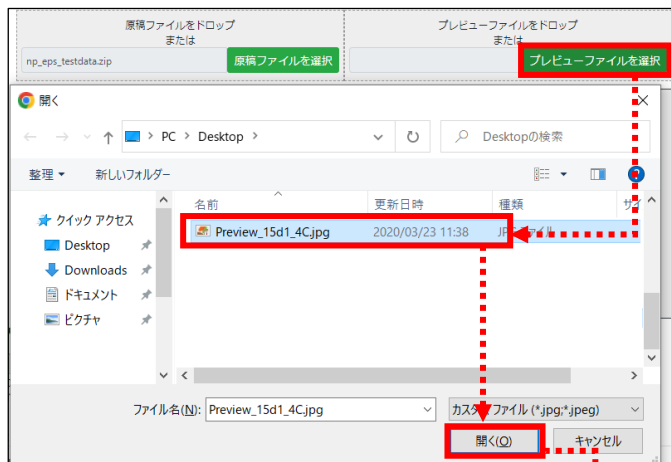 原稿ファイルをドロップ
または
np_eps_testdata.zip
原稿ファイルを選択
プレビューファイルをドロップ
または
プレビューファイルを選択
開く
PC > Desktop >
Desktopの検索
整理
新しいフォルダー
名前
更新日時
種類
クイック アクセス
Desktop
Downloads
ドキュメント
ピクチャ
Preview_15d1_4C.jpg
2020/03/23 11:38
ファイル名(N):
Preview_15d1_4C.jpg
ファイル (*.jpg;*.jpeg)
開く(O)
キャンセル